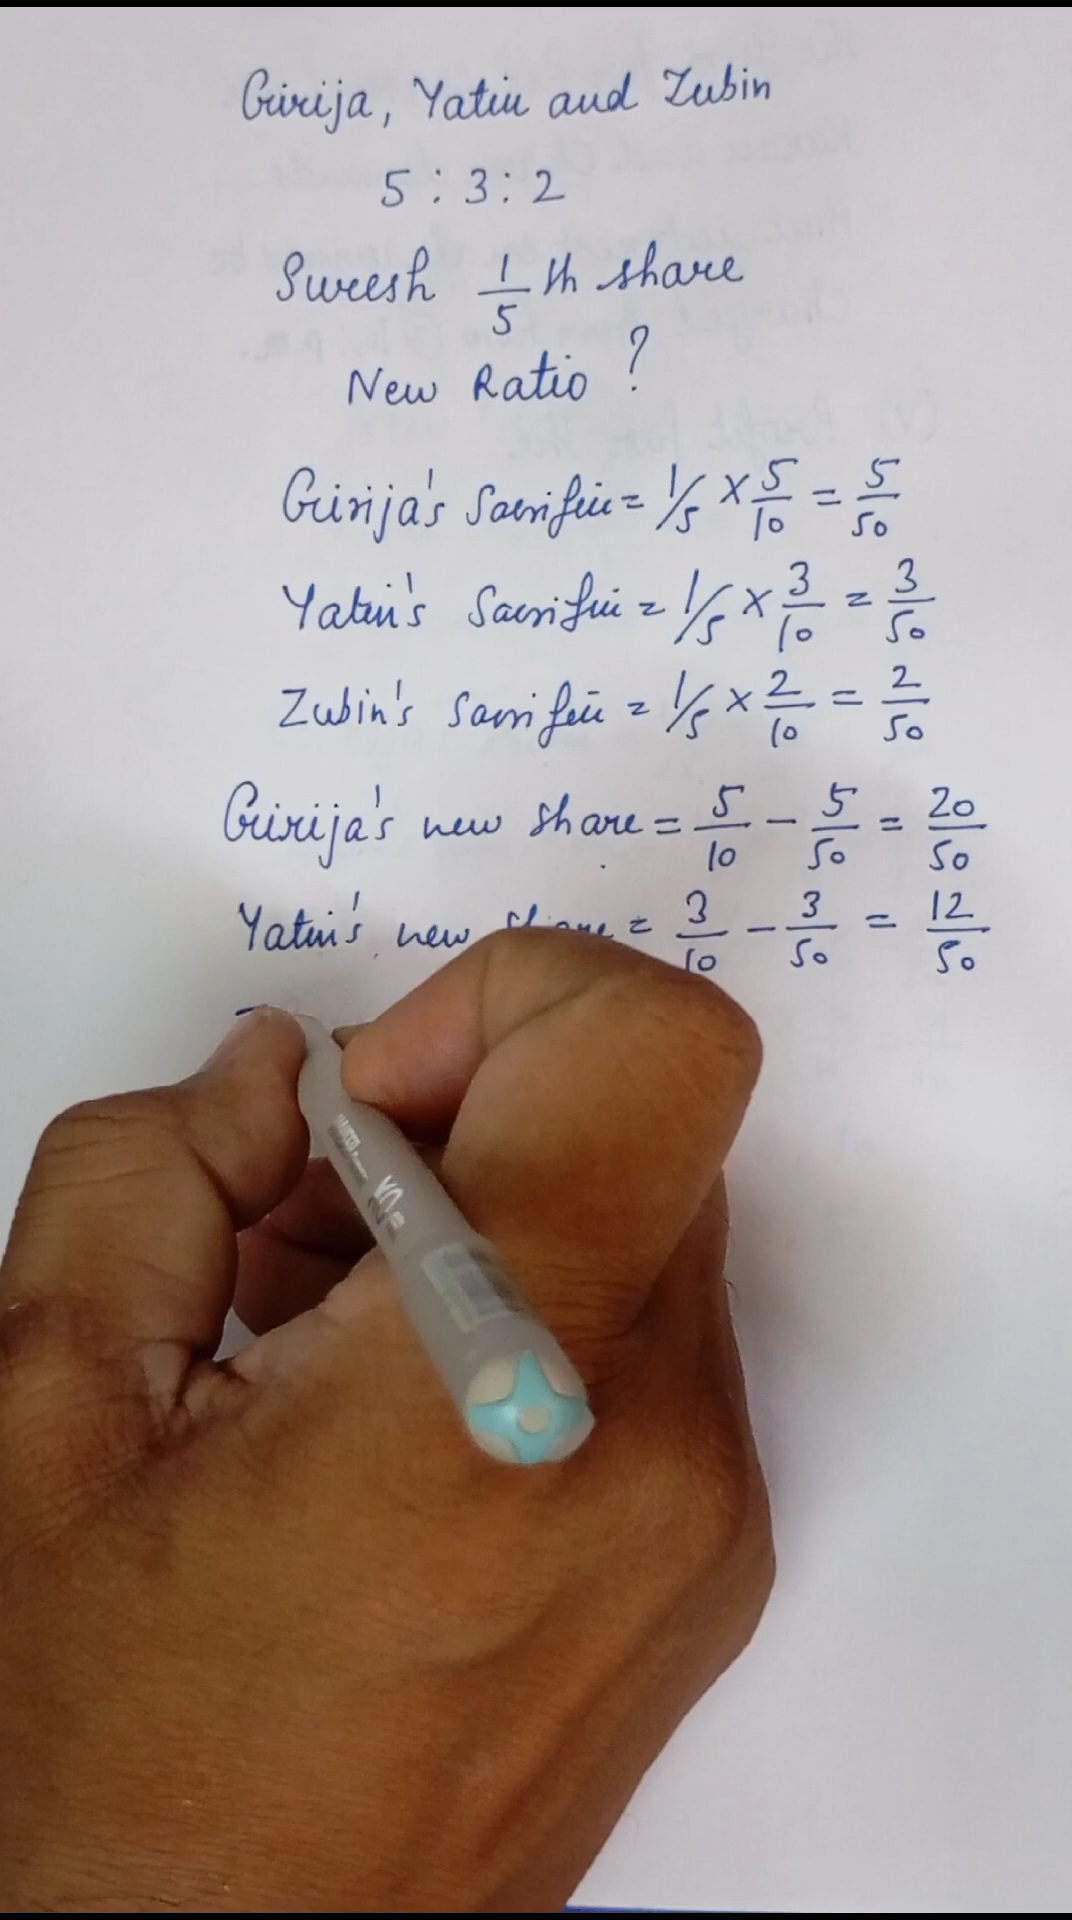 Girija, Yatin and Zubin
5 : 3 : 2
Suresh 1/5 th share
New Ratio ?
Girija's Sacrifice = 1/5 × 5/10 = 5/50
Yatin's Sacrifice = 1/5 × 3/10 = 3/50
Zubin's Sacrifice = 1/5 × 2/10 = 2/50
Girija's new share = 5/10 - 5/50 = 20/50
Yatin's new share = 3/10 - 3/50 = 12/50